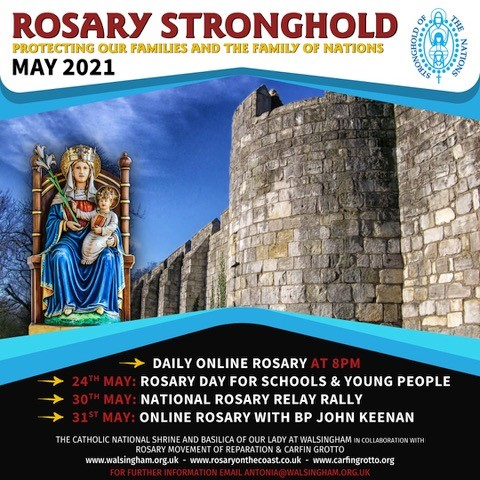 ROSARY STRONGHOLD
PROTECTING OUR FAMILIES AND THE FAMILY OF NATIONS
MAY 2021
STRONGHOLD OF THE NATIONS
DAILY ONLINE ROSARY AT 8PM
24TH MAY: ROSARY DAY FOR SCHOOLS & YOUNG PEOPLE
30TH MAY: NATIONAL ROSARY RELAY RALLY
31ST MAY: ONLINE ROSARY WITH BP JOHN KEENAN
THE CATHOLIC NATIONAL SHRINE AND BASILICA OF OUR LADY AT WALSINGHAM IN COLLABORATION WITH
ROSARY MOVEMENT OF REPARATION & CARFIN GROTTO
www.walsingham.org.uk - www.rosaryonthecoast.co.uk - www.carfingrotto.org
FOR FURTHER INFORMATION EMAIL ANTONIA@WALSINGHAM.ORG.UK